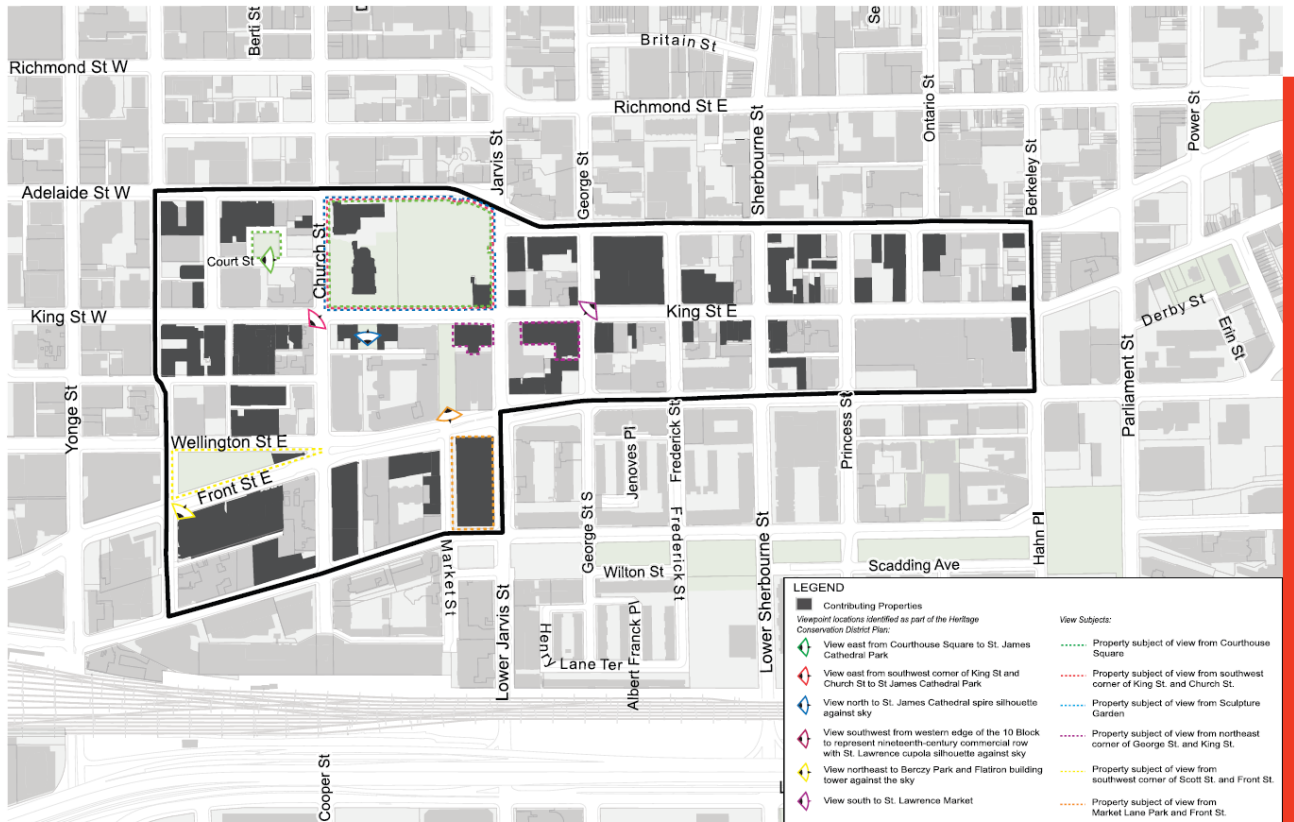 Berti St
Se
Britain St
Richmond St W
Richmond St E
Ontario St
Power St
Jarvis St
George St
Sherbourne St
Berkeley St
Adelaide St W
Church St
Court St
King St W
King St E
Derby St
Erin St
Parliament St
Yonge St
Wellington St E
Front St E
Princess St
Frederick St
Jenoves Pl
George St S
Frederick St
Market St
Lower Jarvis St
Wilton St
Lower Sherbourne St
Scadding Ave
Hahn Pl
Henry Lane Ter
Albert Franck Pl
Cooper St
LEGEND
Contributing Properties
Viewpoint locations identified as part of the Heritage
Conservation District Plan:
View east from Courthouse Square to St. James
Cathedral Park
View east from southwest corner of King St and
Church St to St James Cathedral Park
View north to St. James Cathedral spire silhouette
against sky
View southwest from western edge of the 10 Block
to represent nineteenth-century commercial row
with St. Lawrence cupola silhouette against sky
View northeast to Berczy Park and Flatiron building
tower against the sky
View south to St. Lawrence Market
View Subjects:
Property subject of view from Courthouse
Square
Property subject of view from southwest
corner of King St. and Church St.
Property subject of view from Sculpture
Garden
Property subject of view from northeast
corner of George St. and King St.
Property subject of view from
southwest corner of Scott St. and Front St.
Property subject of view from
Market Lane Park and Front St.